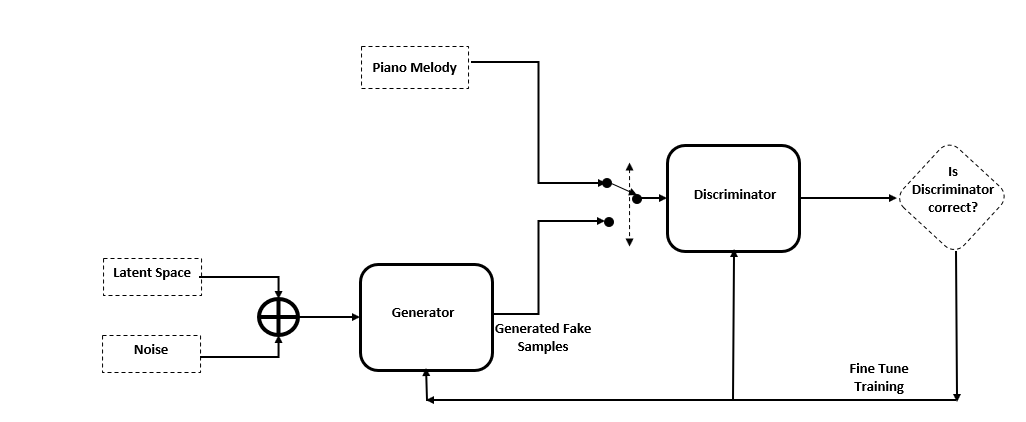 Piano Melody
Is
Discriminator
correct?
Discriminator
Latent Space
Generator
Generated Fake
Samples
Noise
Fine Tune
Training